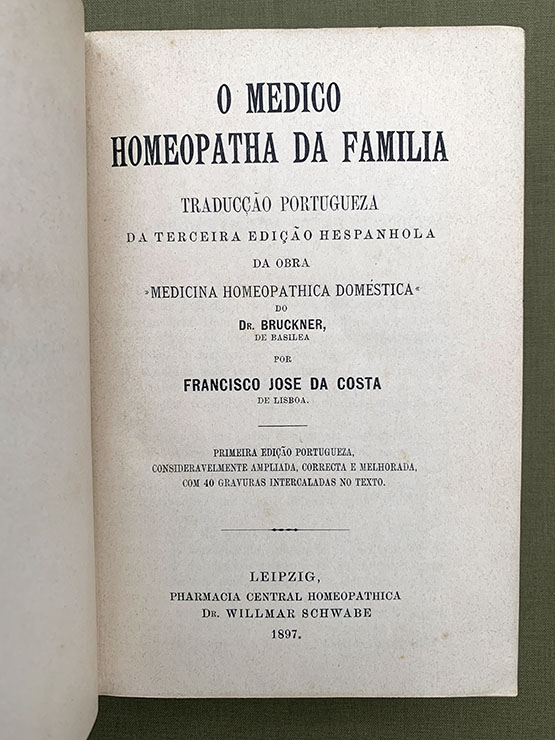 O MEDICO
HOMEOPATHA DA FAMILIA
TRADUCÇÃO PORTUGUEZA
DA TERCEIRA EDIÇÃO HESPANHOLA
DA OBRA
»MEDICINA HOMEOPATHICA DOMÉSTICA«
DO
DR. BRUCKNER,
DE BASILEA
POR
FRANCISCO JOSE DA COSTA
DE LISBOA.
PRIMEIRA EDIÇÃO PORTUGUEZA,
CONSIDERAVELMENTE AMPLIADA, CORRECTA E MELHORADA,
COM 40 GRAVURAS INTERCALADAS NO TEXTO.
LEIPZIG,
PHARMACIA CENTRAL HOMEOPATHICA
DR. WILLMAR SCHWABE
1897.